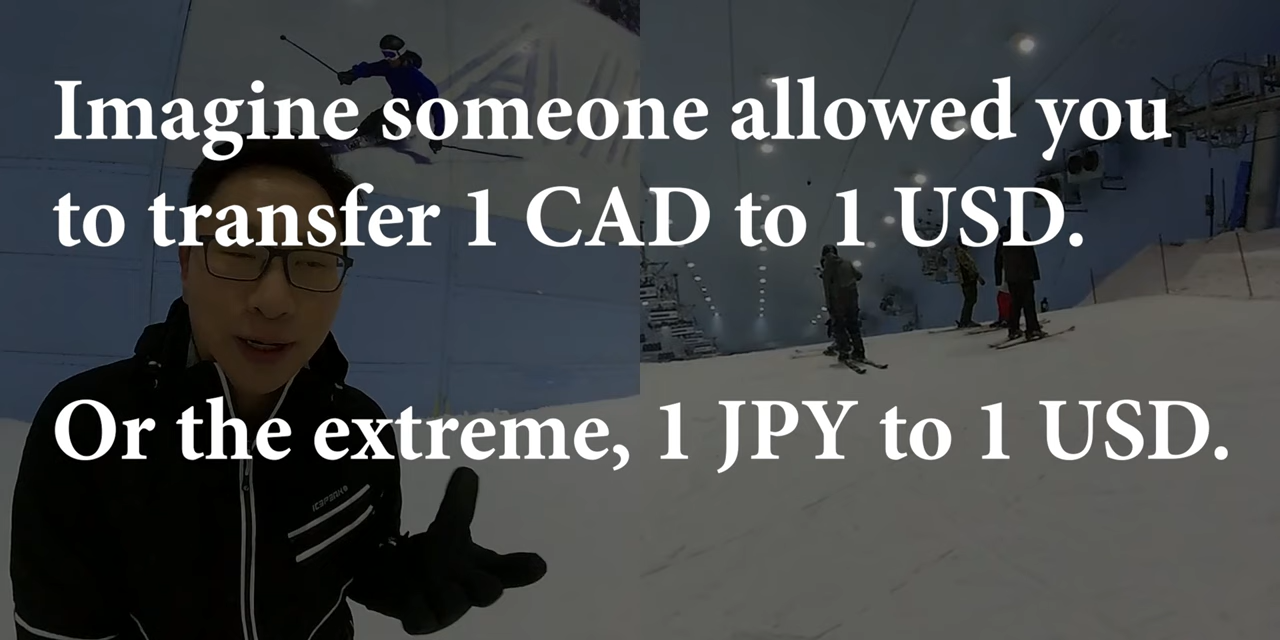 Imagine someone allowed you
to transfer 1 CAD to 1 USD.
Or the extreme, 1 JPY to 1 USD.
ICEPEAK